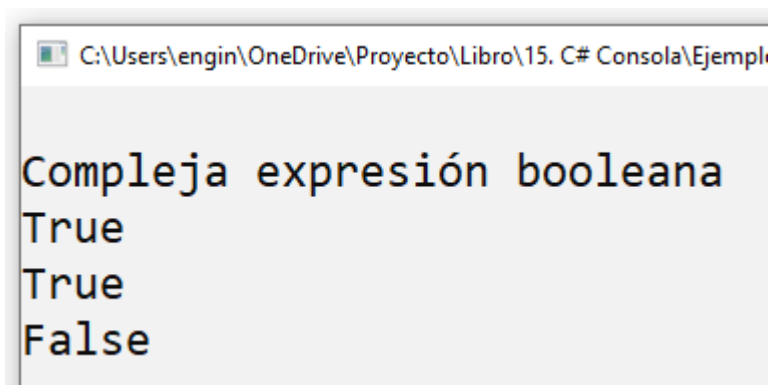 C:\Users\engin\OneDrive\Proyecto\Libro\15. C# Consola\Ejempl
Compleja expresión booleana
True
True
False